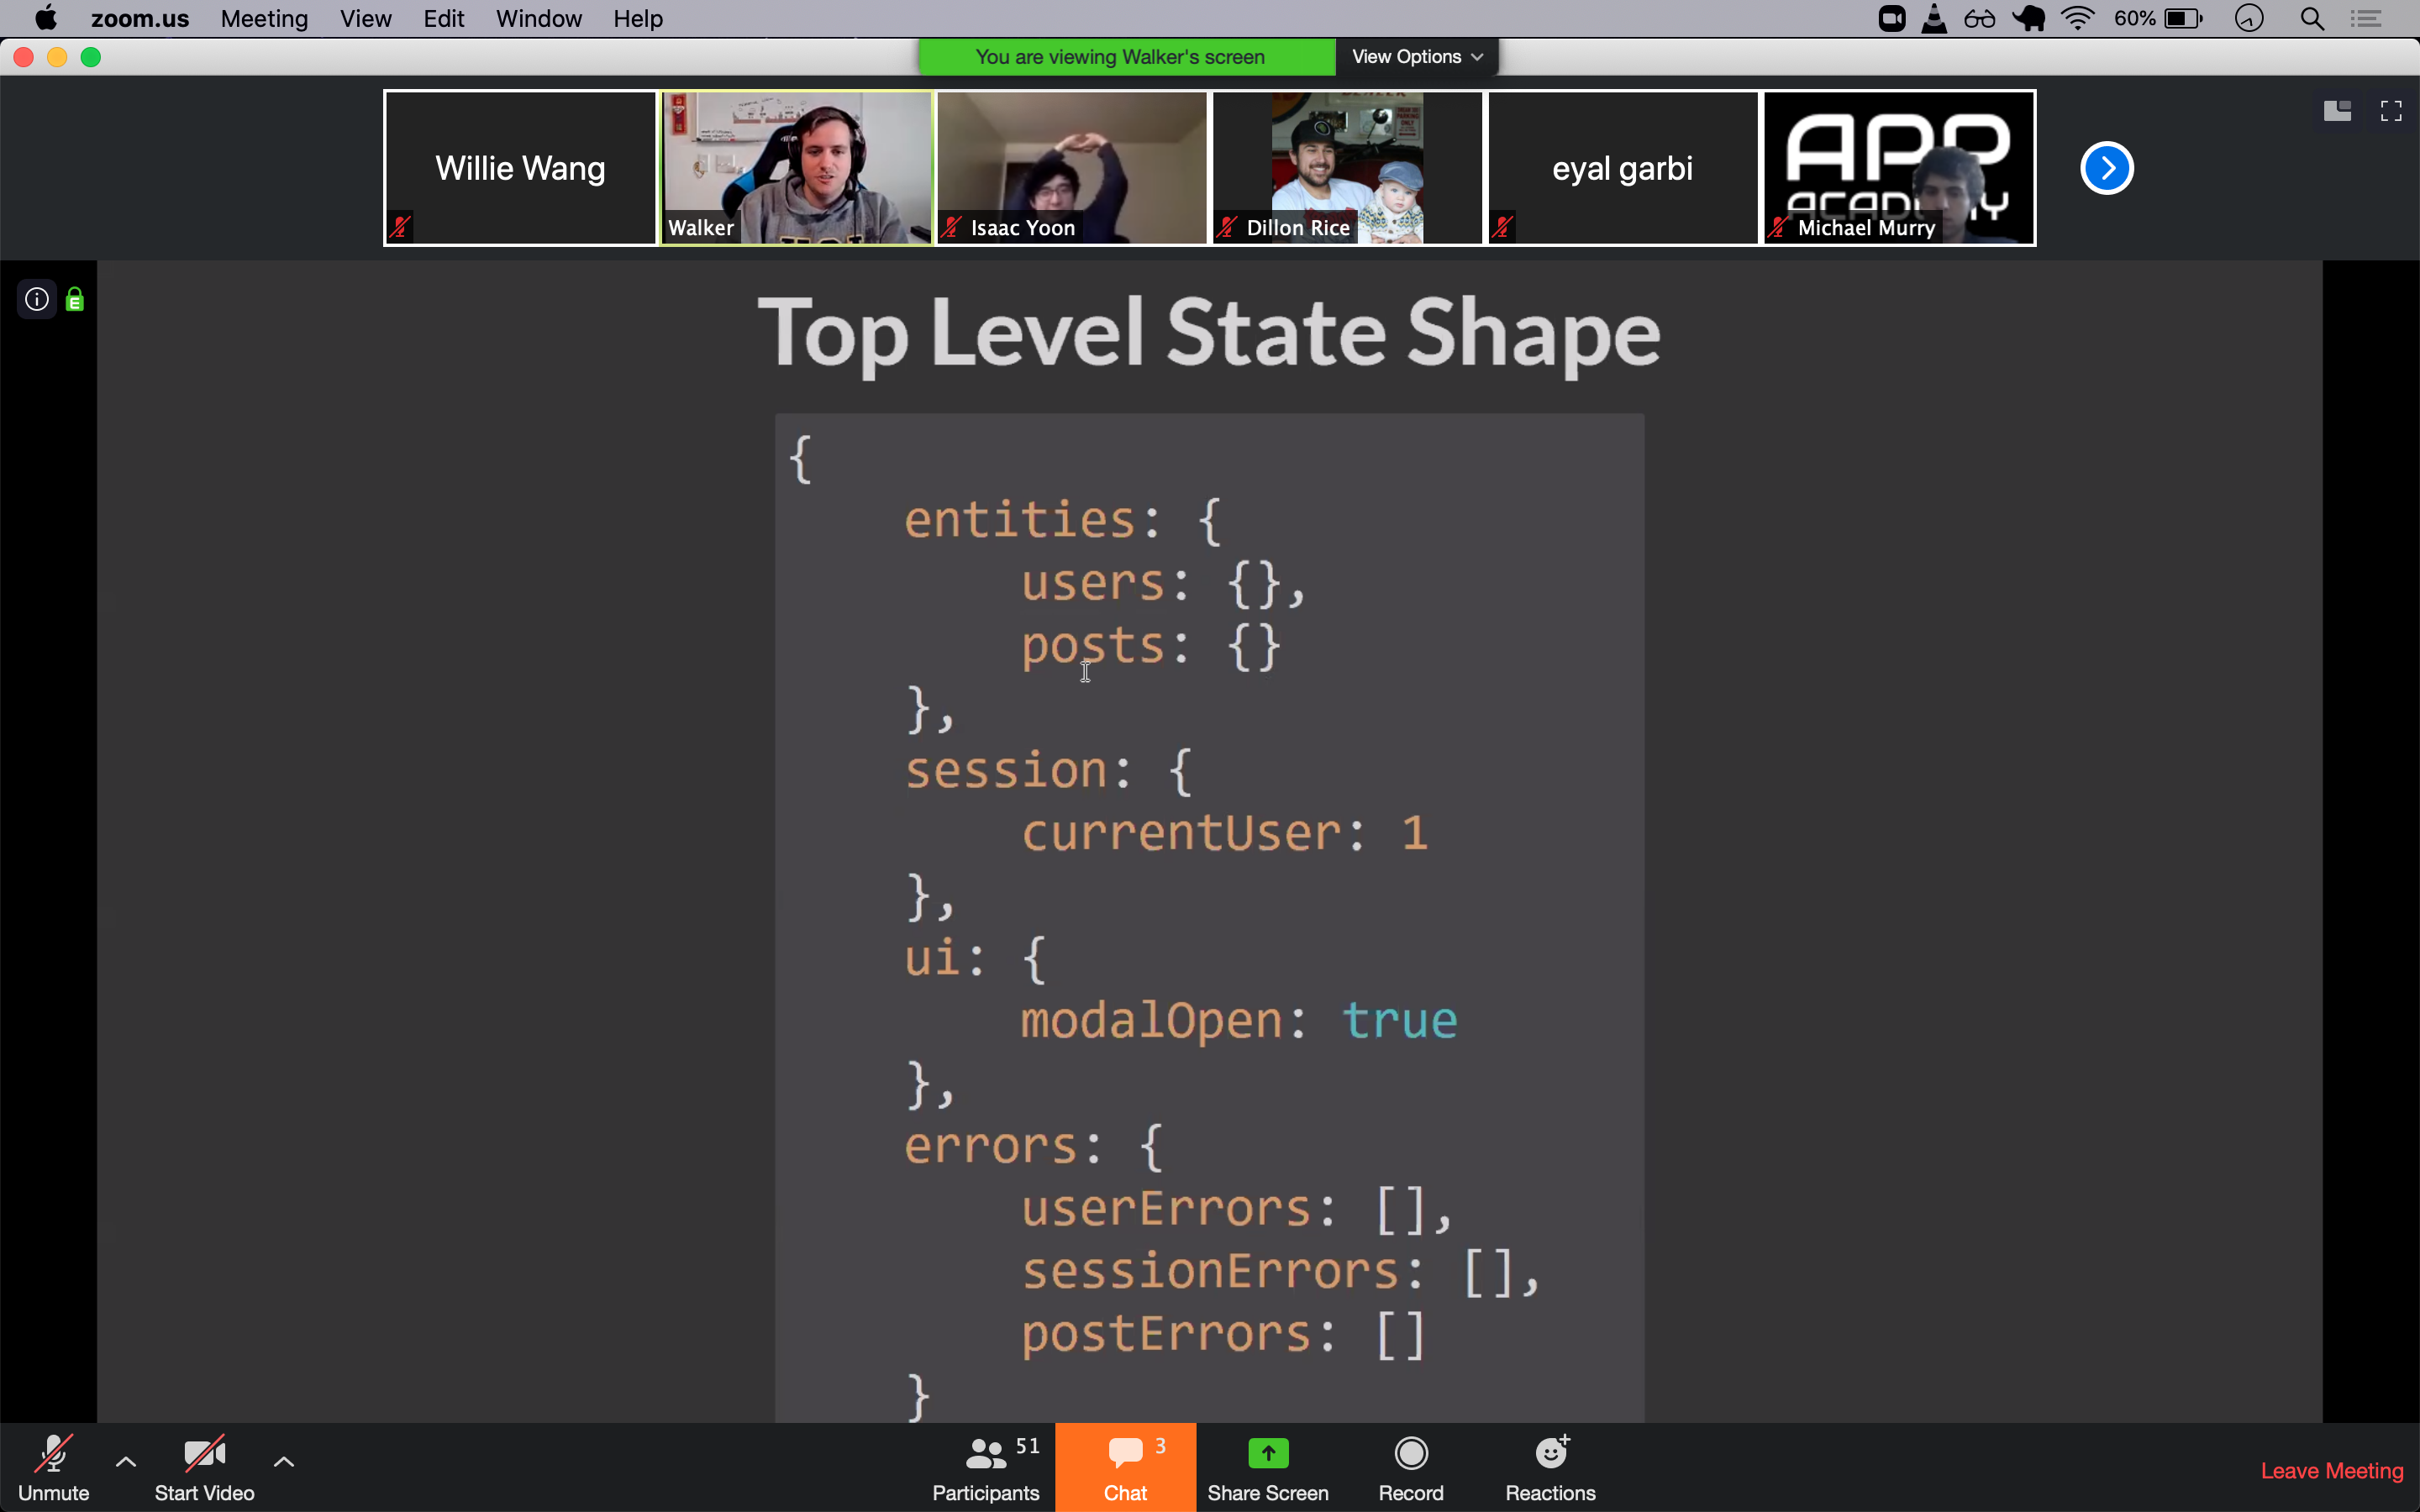 zoom.us Meeting View Edit Window Help 60%
You are viewing Walker's screen View Options
Willie Wang
Walker
Isaac Yoon
Dillon Rice
eyal garbi
APP
ACADEMY
Michael Murry
Top Level State Shape
{
entities: {
users: {},
posts: {}
},
session: {
currentUser: 1
},
ui: {
modalOpen: true
},
errors: {
userErrors: [],
sessionErrors: [],
postErrors: []
}
Unmute
Start Video
Participants 51
Chat 3
Share Screen
Record
Reactions
Leave Meeting